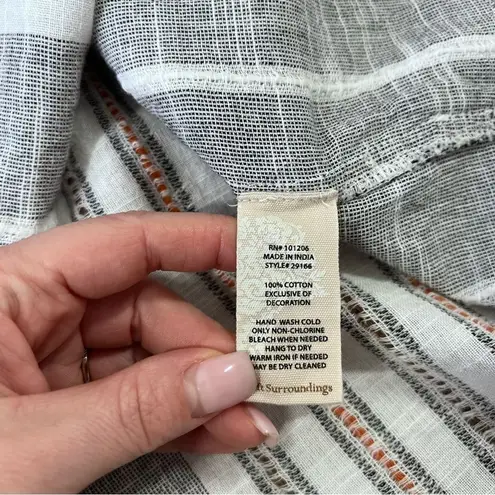 RN# 101206
MADE IN INDIA
STYLE# 29166
100% COTTON
EXCLUSIVE OF
DECORATION
HAND WASH COLD
ONLY NON-CHLORINE
BLEACH WHEN NEEDED
HANG TO DRY
WARM IRON IF NEEDED
MAY BE DRY CLEANED
Surroundings